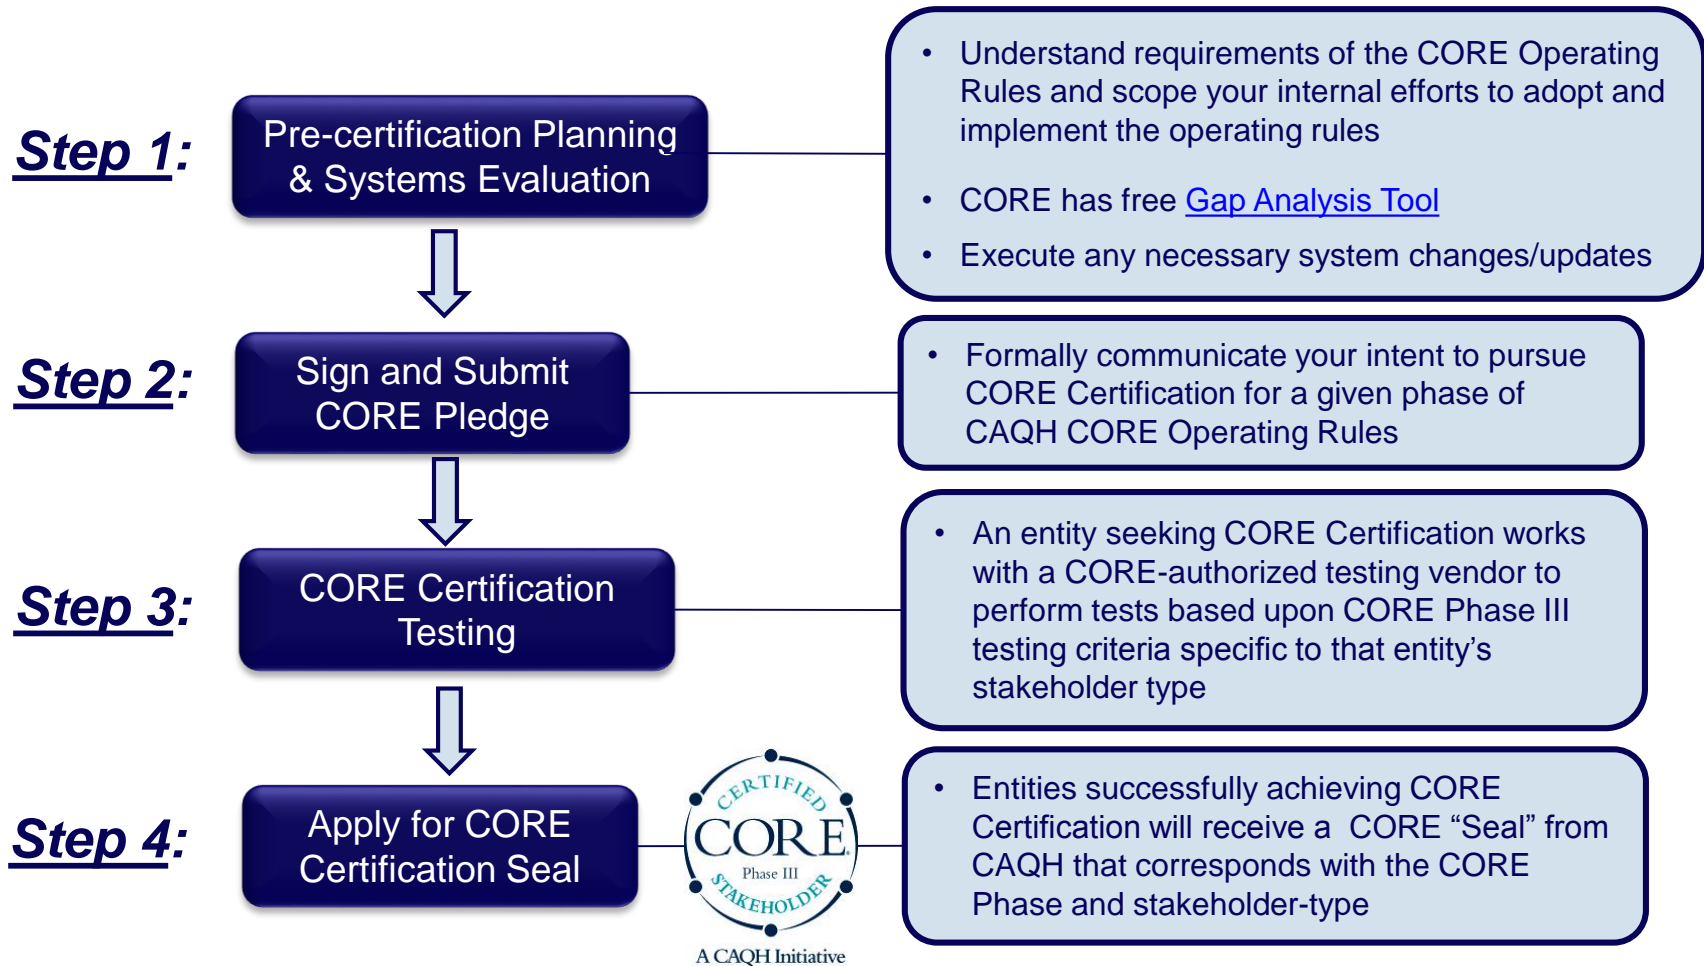 Step 1:
Pre-certification Planning
& Systems Evaluation
• Understand requirements of the CORE Operating
Rules and scope your internal efforts to adopt and
implement the operating rules
• CORE has free Gap Analysis Tool
• Execute any necessary system changes/updates
Step 2:
Sign and Submit
CORE Pledge
• Formally communicate your intent to pursue
CORE Certification for a given phase of
CAQH CORE Operating Rules
Step 3:
CORE Certification
Testing
• An entity seeking CORE Certification works
with a CORE-authorized testing vendor to
perform tests based upon CORE Phase III
testing criteria specific to that entity’s
stakeholder type
Step 4:
Apply for CORE
Certification Seal
CERTIFIED
CORE®
Phase III
STAKEHOLDER
A CAQH Initiative
• Entities successfully achieving CORE
Certification will receive a  CORE “Seal” from
CAQH that corresponds with the CORE
Phase and stakeholder-type